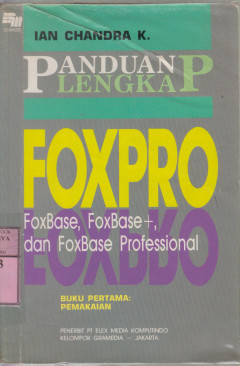 IAN CHANDRA K.
PANDUAN
LENGKAP
FOXPRO
FoxBase, FoxBase+,
dan FoxBase Professional
FOXPRO
BUKU PERTAMA:
PEMAKAIAN
PENERBIT PT ELEX MEDIA KOMPUTINDO
KELOMPOK GRAMEDIA – JAKARTA